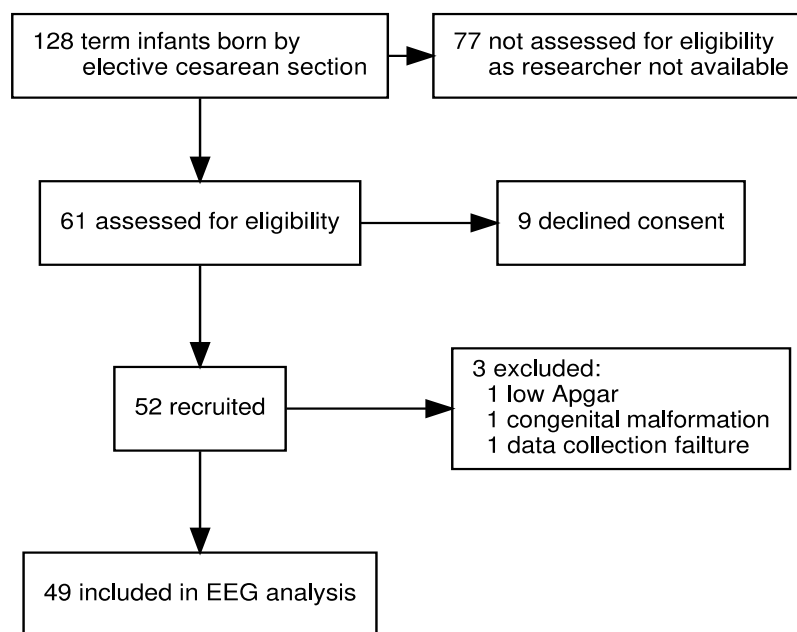 128 term infants born by
elective cesarean section
77 not assessed for eligibility
as researcher not available
61 assessed for eligibility
9 declined consent
52 recruited
3 excluded:
1 low Apgar
1 congenital malformation
1 data collection failture
49 included in EEG analysis